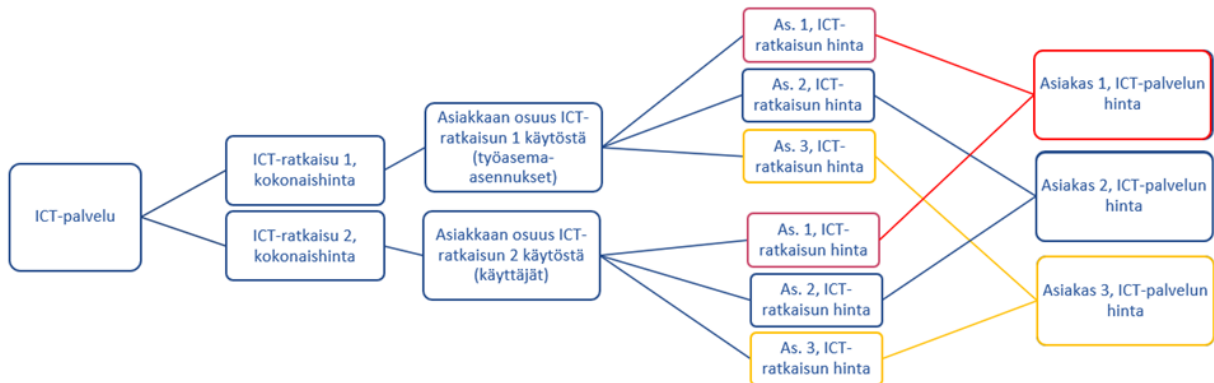 ICT-palvelu
ICT-ratkaisu 1,
kokonaishinta
ICT-ratkaisu 2,
kokonaishinta
Asiakkaan osuus ICT-
ratkaisun 1 käytöstä
(työasema-
asennukset)
Asiakkaan osuus ICT-
ratkaisun 2 käytöstä
(käyttäjät)
As. 1, ICT-
ratkaisun hinta
As. 2, ICT-
ratkaisun hinta
As. 3, ICT-
ratkaisun hinta
As. 1, ICT-
ratkaisun hinta
As. 2, ICT-
ratkaisun hinta
As. 3, ICT-
ratkaisun hinta
Asiakas 1, ICT-palvelun
hinta
Asiakas 2, ICT-palvelun
hinta
Asiakas 3, ICT-palvelun
hinta